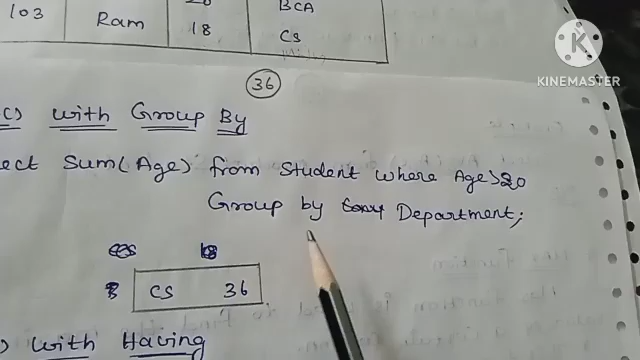 103 Ram 18 BCA
CS
36
KINEMASTER
c) with Group By
ect Sum(Age) from Student where Age>20
Group by Department;
CS 36
) with Having